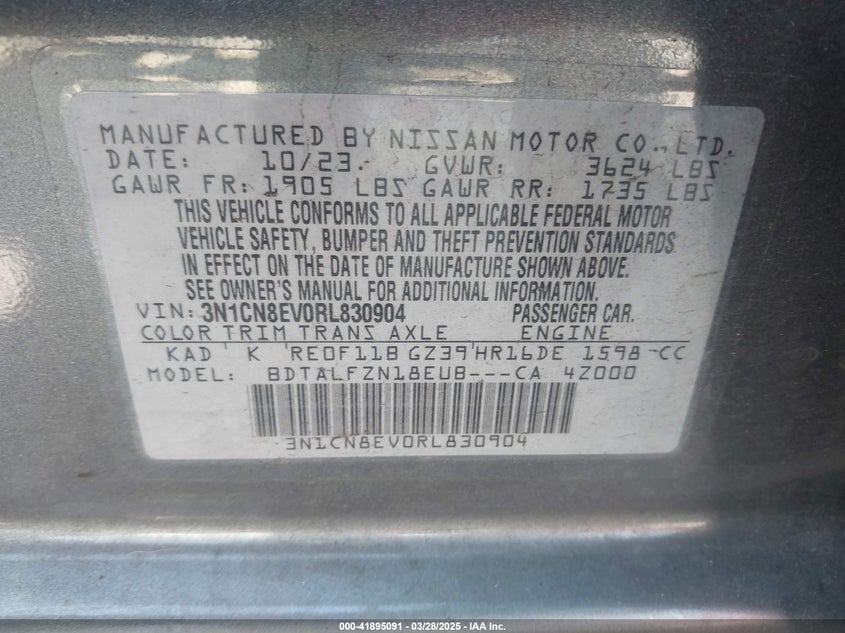 MANUFACTURED BY NISSAN MOTOR CO., LTD.
DATE: 10/23. GVWR: 3624 LBS
GAWR FR: 1905 LBS GAWR RR: 1735 LBS
THIS VEHICLE CONFORMS TO ALL APPLICABLE FEDERAL MOTOR
VEHICLE SAFETY, BUMPER AND THEFT PREVENTION STANDARDS
IN EFFECT ON THE DATE OF MANUFACTURE SHOWN ABOVE.
SEE OWNER'S MANUAL FOR ADDITIONAL INFORMATION.
VIN: 3N1CN8EV0RL830904 PASSENGER CAR.
COLOR TRIM TRANS AXLE ENGINE
KAD K RE0F11B GZ39 HR16DE 1598-CC
MODEL: BDTALFZN18EUB---CA 4Z000
3N1CN8EV0RL830904
000-41895091 | 03/28/2025 - IAA Inc.